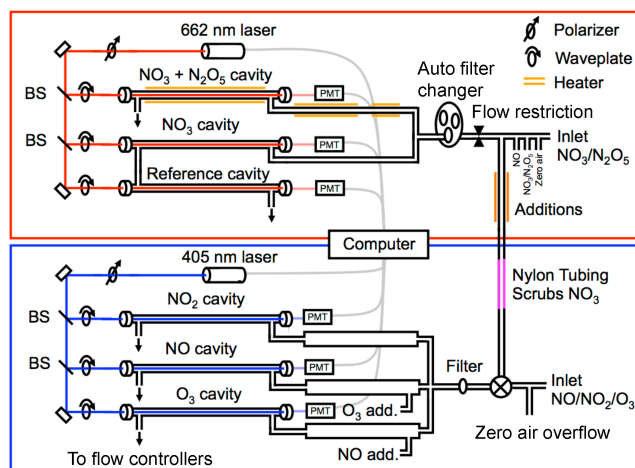 662 nm laser
Polarizer
Waveplate
Heater
BS
NO3 + N2O5 cavity
PMT
Auto filter
changer
Flow restriction
BS
NO3 cavity
PMT
Inlet
NO3/N2O5
NO
NO3/N2O5
Zero air
Reference cavity
PMT
Additions
Computer
405 nm laser
Nylon Tubing
Scrubs NO3
BS
NO2 cavity
PMT
BS
NO cavity
PMT
Filter
Inlet
NO/NO2/O3
O3 cavity
PMT
O3 add.
Zero air overflow
NO add.
To flow controllers